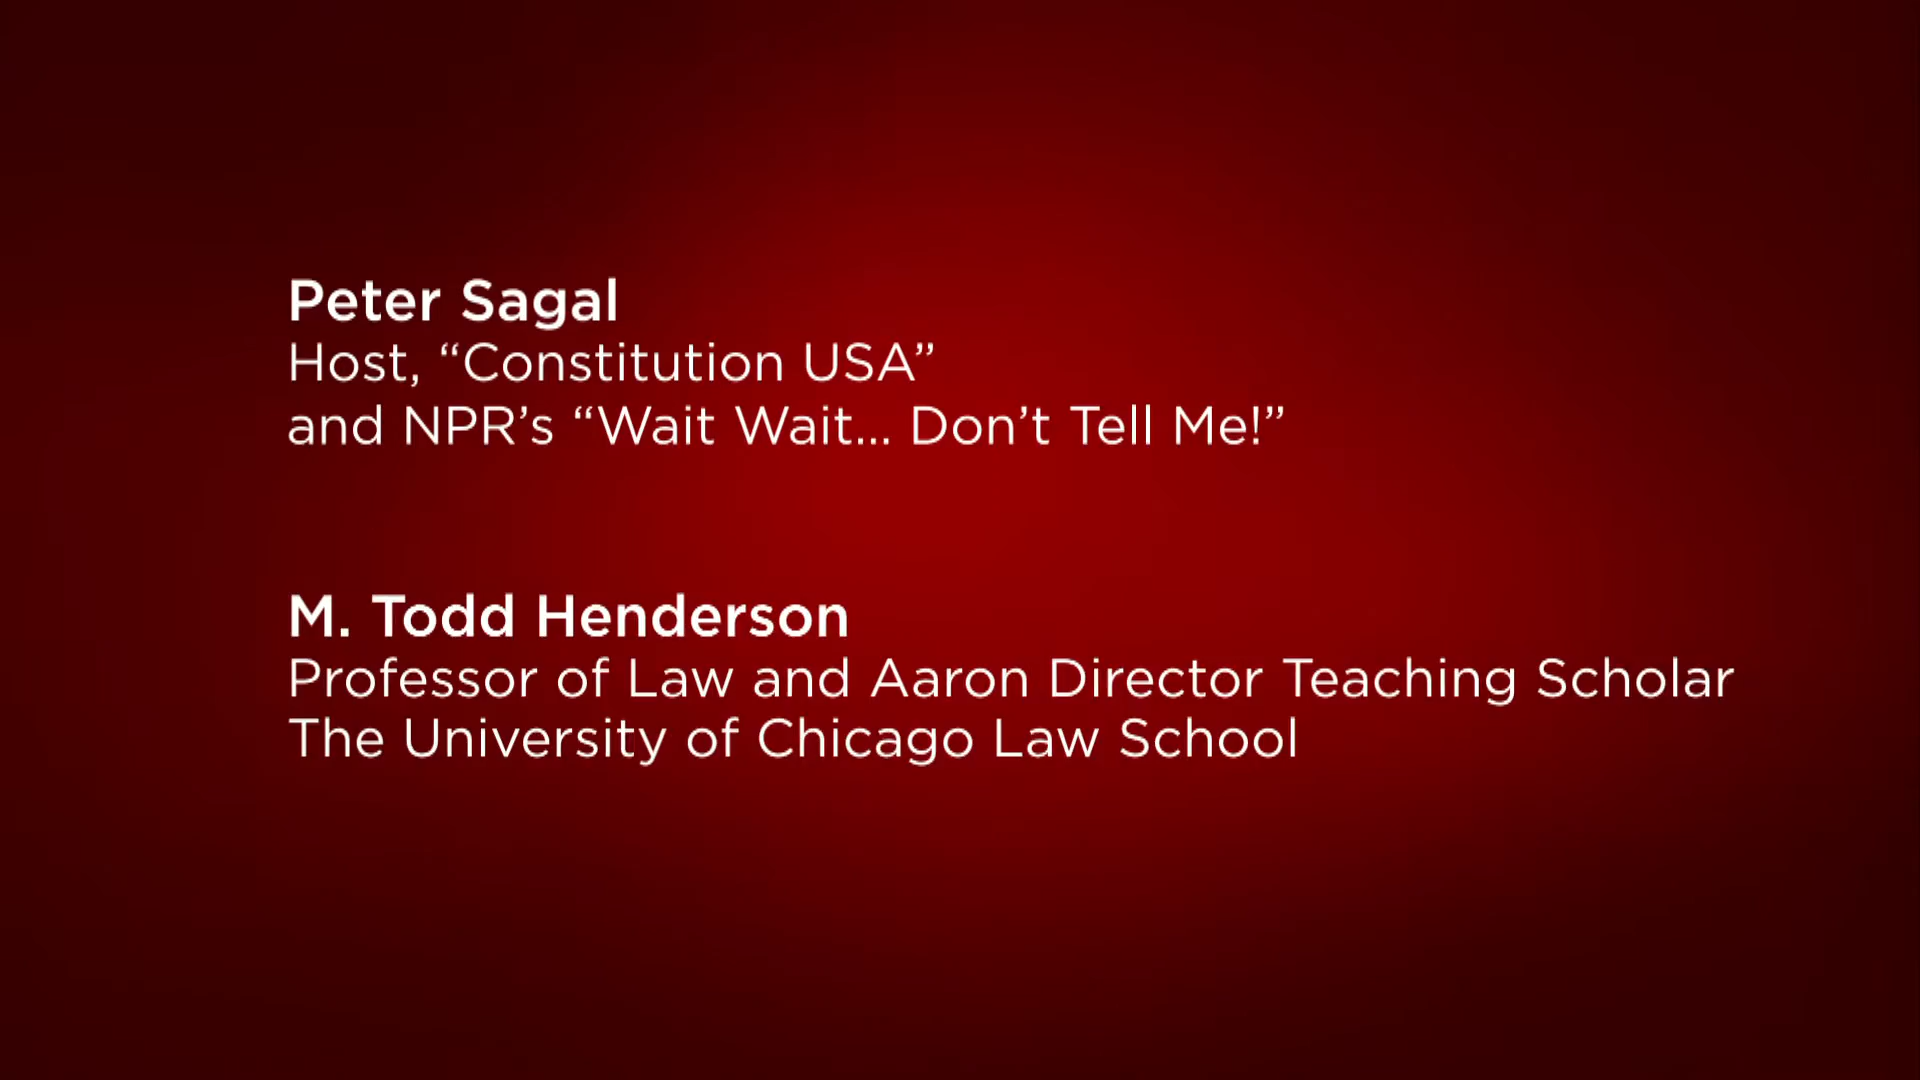 Peter Sagal
Host, “Constitution USA”
and NPR’s “Wait Wait... Don’t Tell Me!”
M. Todd Henderson
Professor of Law and Aaron Director Teaching Scholar
The University of Chicago Law School